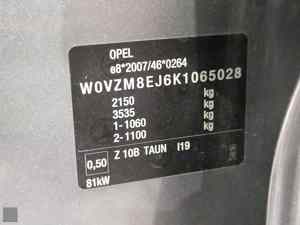 OPEL
e8*2007/46*0264
W0VZM8EJ6K1065028
2150 kg
3535 kg
1-1060 kg
2-1100 kg
0,50 Z 10B TAUN I19
81kW